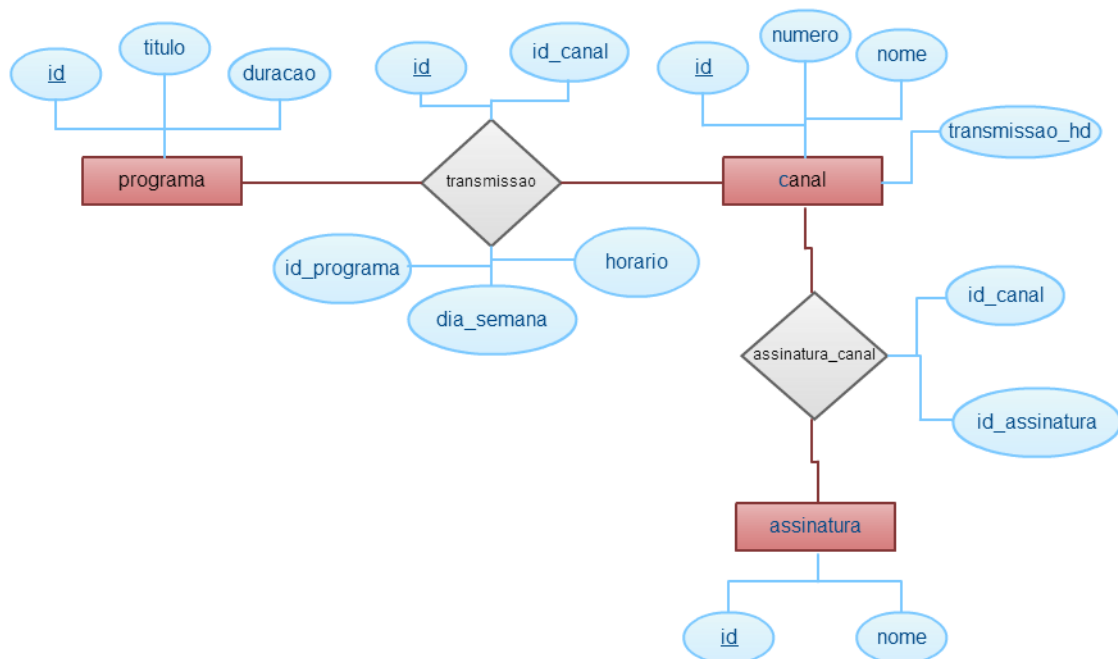 titulo
id
duracao
programa
id
id_canal
transmissao
id_programa
horario
dia_semana
numero
id
nome
transmissao_hd
canal
id_canal
assinatura_canal
id_assinatura
assinatura
id
nome